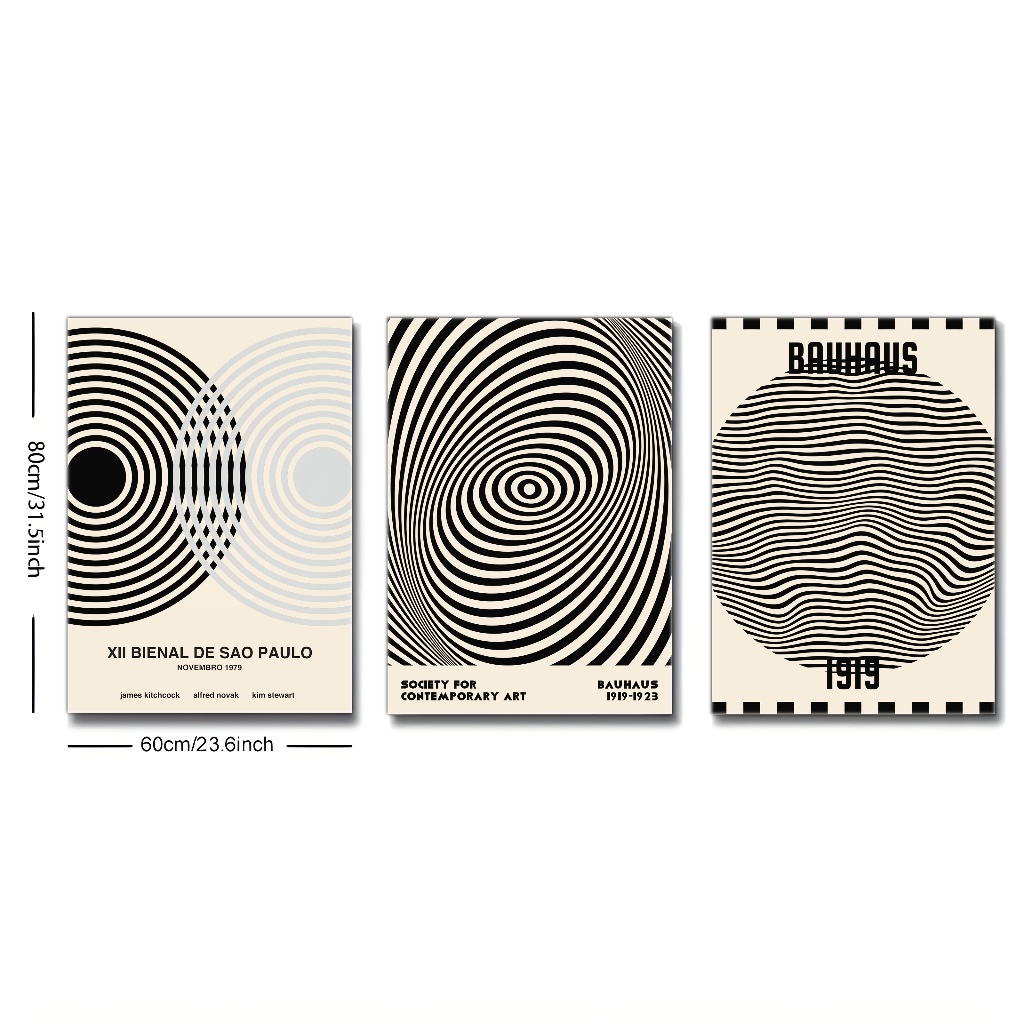 80cm/31.5inch
XII BIENAL DE SAO PAULO
NOVEMBRO 1979
james kitchcock alfred novak kim stewart
60cm/23.6inch
SOCIETY FOR
CONTEMPORARY ART
BAUHAUS
1919-1923
BAUHAUS
1919